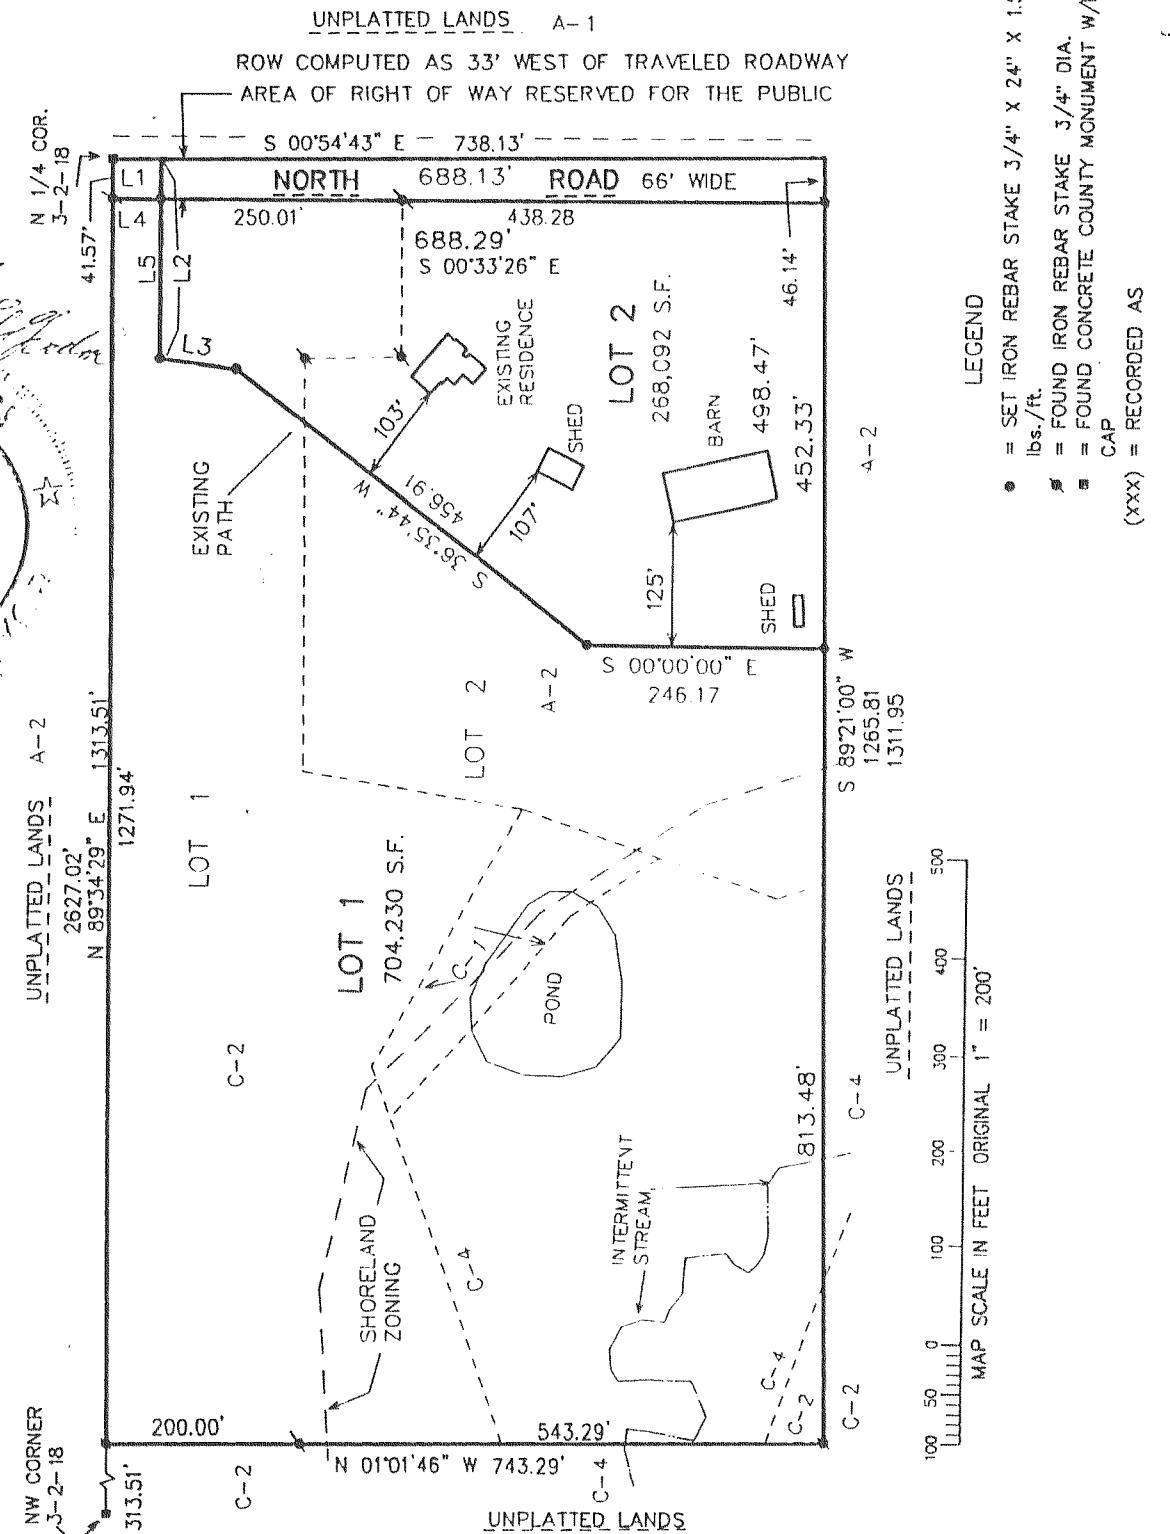 UNPLATTED LANDS A-1
ROW COMPUTED AS 33' WEST OF TRAVELED ROADWAY
AREA OF RIGHT OF WAY RESERVED FOR THE PUBLIC
N 1/4 COR.
3-2-18
S 00°54'43" E 738.13'
L1
NORTH 688.13' ROAD 66' WIDE
L4
250.01'
438.28
688.29'
S 00°33'26" E
41.57'
L5
L2
L3
46.14'
EXISTING
RESIDENCE
LOT 2
268,092 S.F.
103'
SHED
BARN
498.47'
452.33'
A-2
EXISTING
PATH
S 36°35'44" W
456.91
107'
125'
SHED
S 00°00'00" E
246.17
S 89°21'00" W
1265.81
1311.95
UNPLATTED LANDS A-2
2627.02'
N 89°34'29" E 1313.51'
1271.94'
LOT 1
LOT 2
A-2
LOT 1
704,230 S.F.
C-1
POND
C-2
SHORELAND
ZONING
C-4
INTERMITTENT
STREAM
813.48'
C-4
UNPLATTED LANDS
C-4
C-2
C-2
200.00'
543.29'
N 01°01'46" W 743.29'
C-2
C-4
UNPLATTED LANDS
NW CORNER
3-2-18
313.51'
100 50 0 100 200 300 400 500
MAP SCALE IN FEET ORIGINAL 1" = 200'
LEGEND
= SET IRON REBAR STAKE 3/4" X 24" X 1.5
lbs./ft.
= FOUND IRON REBAR STAKE 3/4" DIA.
= FOUND CONCRETE COUNTY MONUMENT W/
CAP
(XXX) = RECORDED AS